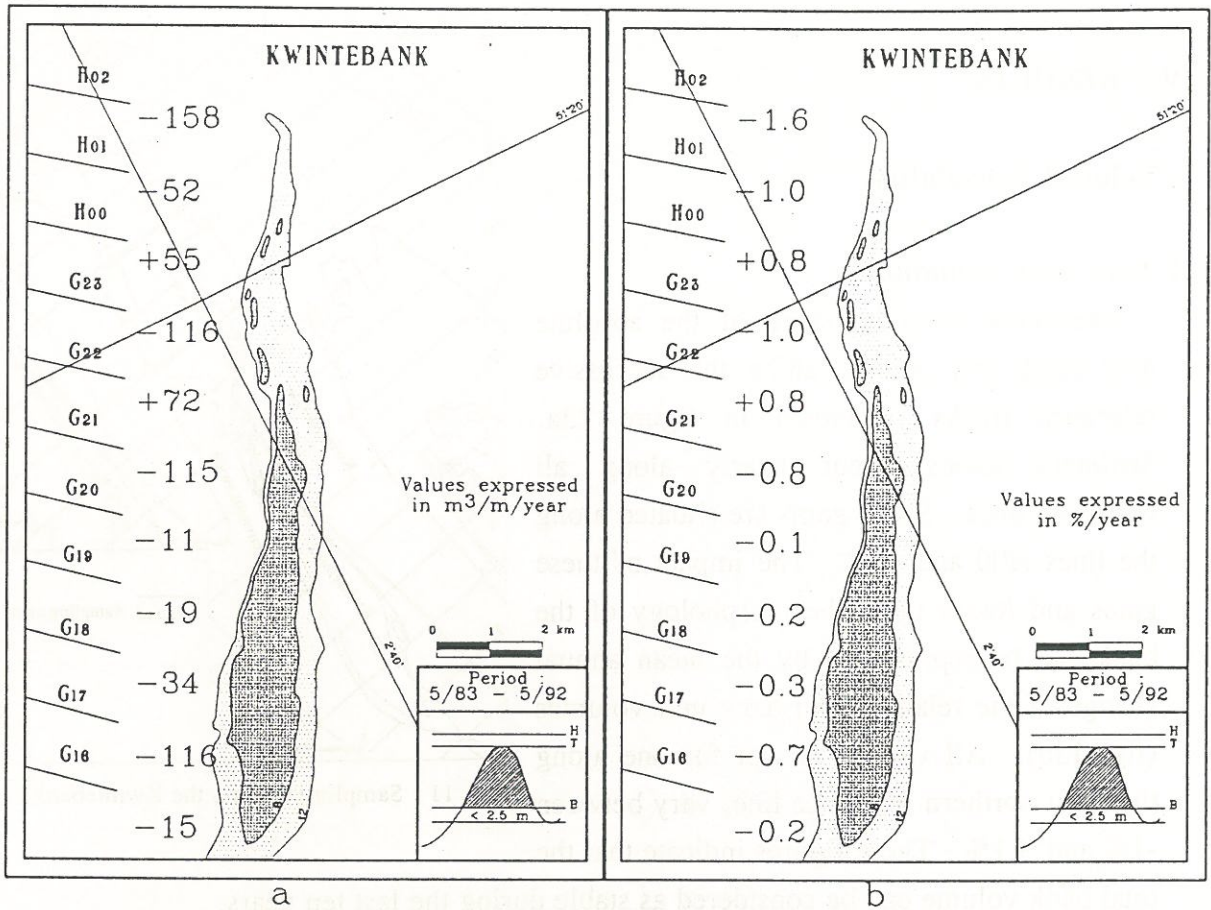 KWINTEBANK
H02
-158
51°20'
H01
-52
H00
+55
G23
-116
G22
+72
G21
-115
Values expressed
in m³/m/year
G20
-11
G19
-19
G18
0 1 2 km
-34
2°40'
Period :
5/83 - 5/92
G17
H
T
-116
G16
B
< 2.5 m
8
12
-15
a
KWINTEBANK
H02
-1.6
51°20'
H01
-1.0
H00
+0.8
G23
-1.0
G22
+0.8
G21
-0.8
Values expressed
in %/year
G20
-0.1
G19
-0.2
G18
0 1 2 km
-0.3
2°40'
Period :
5/83 - 5/92
G17
H
T
-0.7
G16
B
< 2.5 m
8
12
-0.2
b